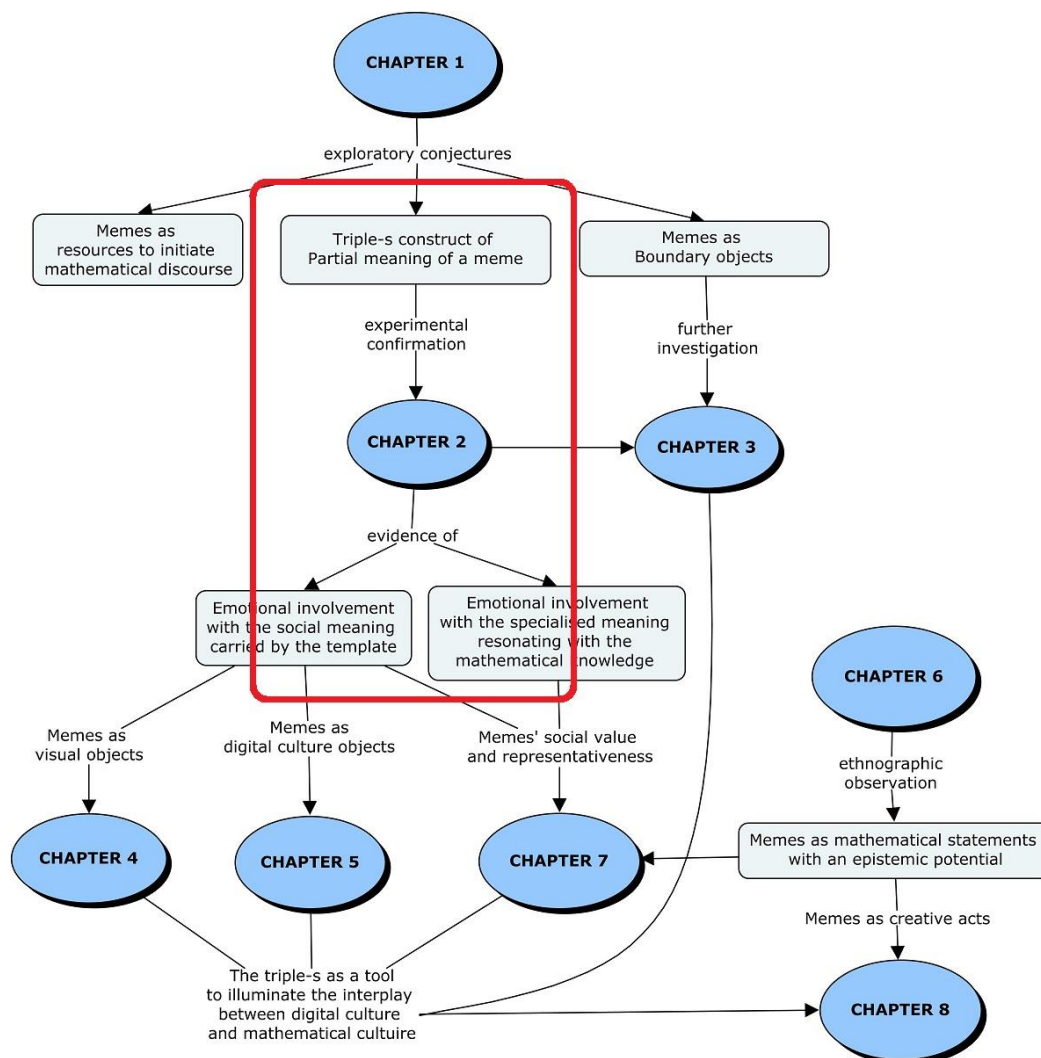 CHAPTER 1
exploratory conjectures
Memes as
resources to initiate
mathematical discourse
Triple-s construct of
Partial meaning of a meme
Memes as
Boundary objects
experimental
confirmation
further
investigation
CHAPTER 2
CHAPTER 3
evidence of
Emotional involvement
with the social meaning
carried by the template
Emotional involvement
with the specialised meaning
resonating with the
mathematical knowledge
CHAPTER 6
Memes as
visual objects
Memes as
digital culture objects
Memes' social value
and representativeness
ethnographic
observation
CHAPTER 4
CHAPTER 5
CHAPTER 7
Memes as mathematical statements
with an epistemic potential
Memes as creative acts
The triple-s as a tool
to illuminate the interplay
between digital culture
and mathematical cultuire
CHAPTER 8